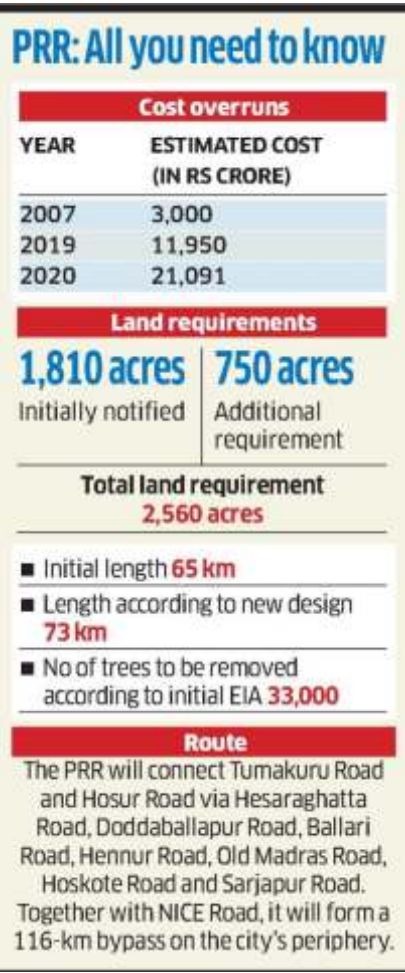 PRR: All you need to know
Cost overruns
YEAR ESTIMATED COST
(IN RS CRORE)
2007 3,000
2019 11,950
2020 21,091
Land requirements
1,810 acres 750 acres
Initially notified Additional
requirement
Total land requirement
2,560 acres
■ Initial length 65 km
■ Length according to new design
73 km
■ No of trees to be removed
according to initial EIA 33,000
Route
The PRR will connect Tumakuru Road
and Hosur Road via Hesaraghatta
Road, Doddaballapur Road, Ballari
Road, Hennur Road, Old Madras Road,
Hoskote Road and Sarjapur Road.
Together with NICE Road, it will form a
116-km bypass on the city's periphery.